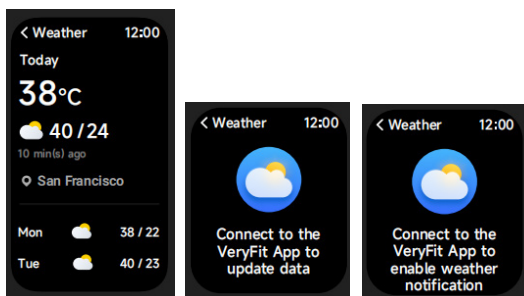 Weather 12:00
Today
38°C
40 / 24
10 min(s) ago
San Francisco
Mon 38 / 22
Tue 40 / 23
Weather 12:00
Connect to the
VeryFit App to
update data
Weather 12:00
Connect to the
VeryFit App to
enable weather
notification